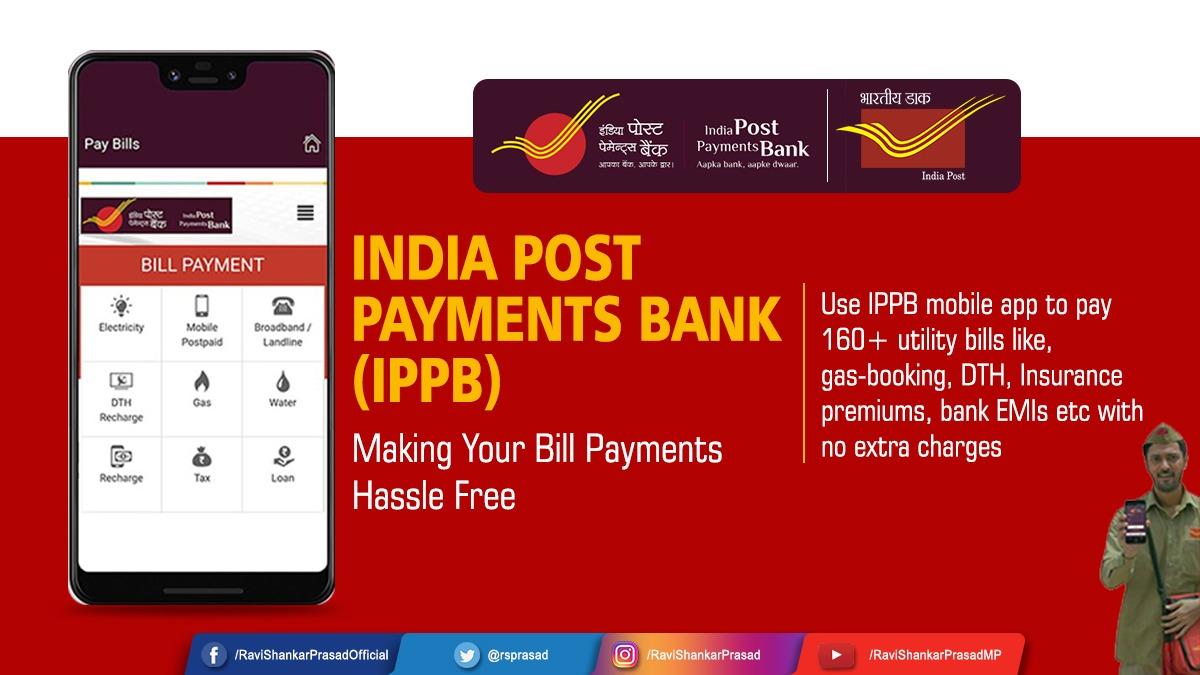 Pay Bills
इंडिया पोस्ट
पेमेन्ट्स बैंक
India Post
Payments Bank
BILL PAYMENT
Electricity
Mobile
Postpaid
Broadband /
Landline
DTH
Recharge
Gas
Water
Recharge
Tax
Loan
इंडिया पोस्ट
पेमेन्ट्स बैंक
आपका बैंक, आपके द्वार।
India Post
Payments Bank
Aapka bank, aapke dwaar.
भारतीय डाक
India Post
INDIA POST
PAYMENTS BANK
(IPPB)
Making Your Bill Payments
Hassle Free
Use IPPB mobile app to pay
160+ utility bills like,
gas-booking, DTH, Insurance
premiums, bank EMIs etc with
no extra charges
/RaviShankarPrasadOfficial
@rsprasad
/RaviShankarPrasad
/RaviShankarPrasadMP